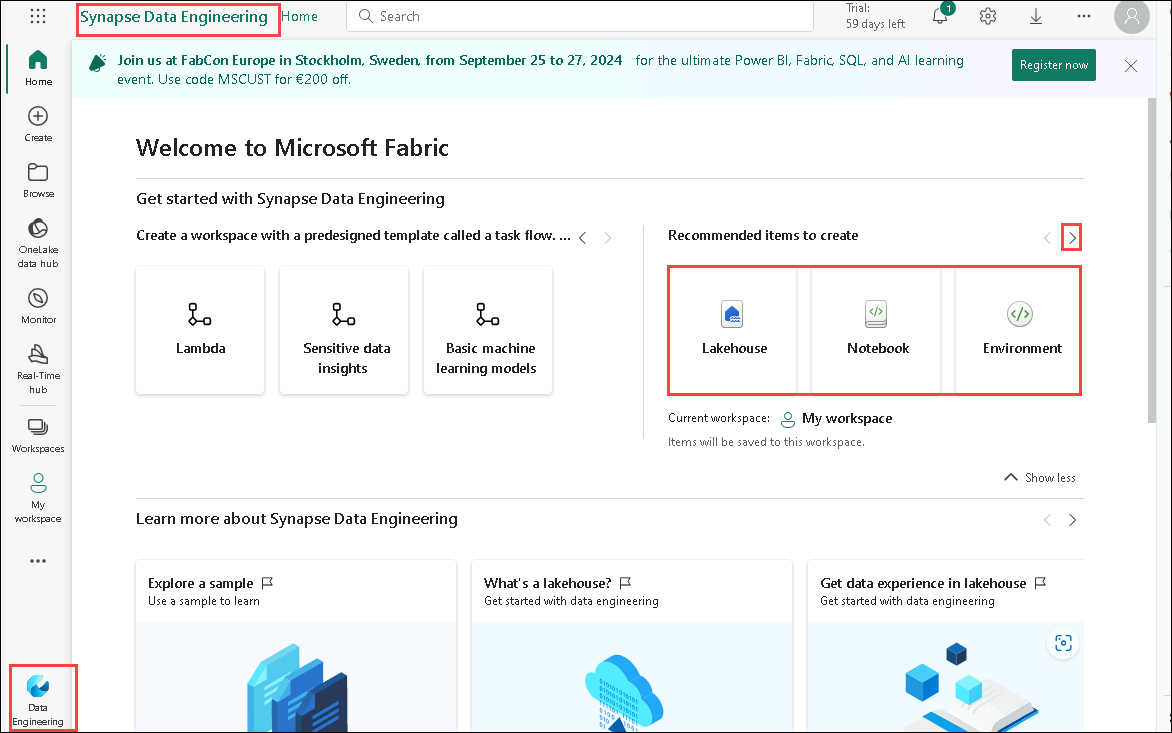 Synapse Data Engineering Home
Search
Trial:
59 days left
1
Join us at FabCon Europe in Stockholm, Sweden, from September 25 to 27, 2024 for the ultimate Power BI, Fabric, SQL, and AI learning
event. Use code MSCUST for €200 off.
Register now
Home
Create
Browse
OneLake
data hub
Monitor
Real-Time
hub
Workspaces
My
workspace
Data
Engineering
Welcome to Microsoft Fabric
Get started with Synapse Data Engineering
Create a workspace with a predesigned template called a task flow. ...
Lambda
Sensitive data
insights
Basic machine
learning models
Recommended items to create
Lakehouse
Notebook
Environment
Current workspace: My workspace
Items will be saved to this workspace.
Show less
Learn more about Synapse Data Engineering
Explore a sample
Use a sample to learn
What's a lakehouse?
Get started with data engineering
Get data experience in lakehouse
Get started with data engineering